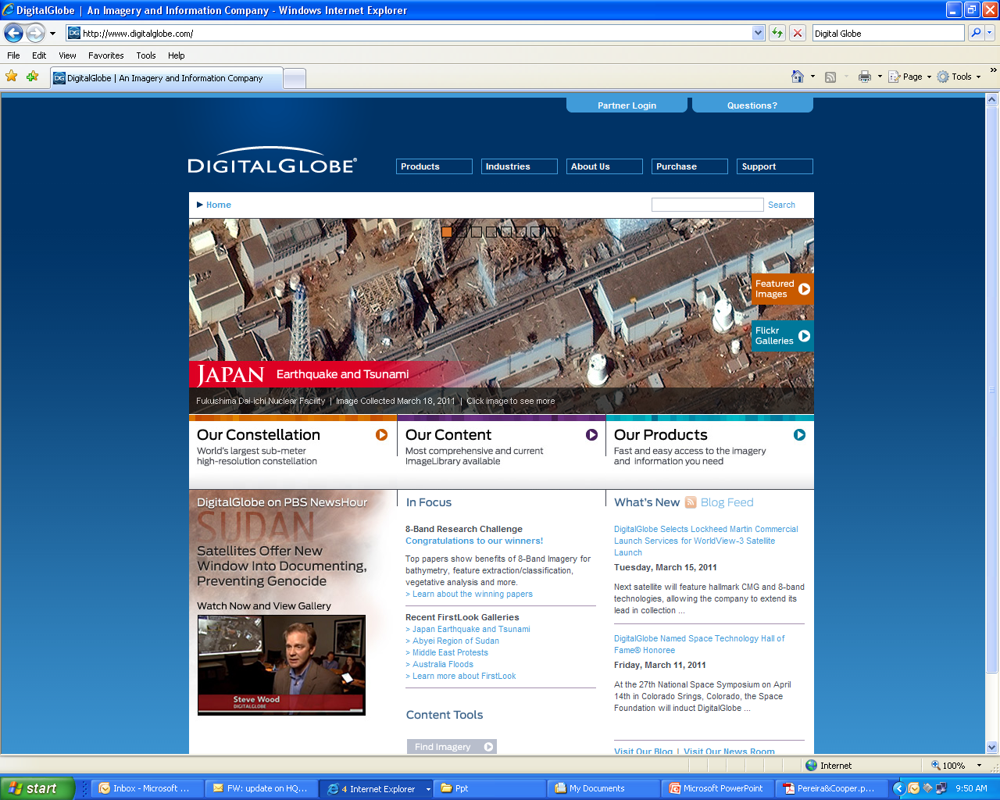 DigitalGlobe | An Imagery and Information Company - Windows Internet Explorer
http://www.digitalglobe.com/
Digital Globe
File Edit View Favorites Tools Help
DigitalGlobe | An Imagery and Information Company
Page Tools
Partner Login Questions?
DIGITALGLOBE®
Products Industries About Us Purchase Support
Home Search
Featured
Images
Flickr
Galleries
JAPAN Earthquake and Tsunami
Fukushima Dai-ichi Nuclear Facility | Image Collected March 18, 2011 | Click image to see more
Our Constellation
World's largest sub-meter
high-resolution constellation
Our Content
Most comprehensive and current
ImageLibrary available
Our Products
Fast and easy access to the imagery
and information you need
DigitalGlobe on PBS NewsHour
SUDAN
Satellites Offer New
Window Into Documenting,
Preventing Genocide
Watch Now and View Gallery
Steve Wood
DIGITALGLOBE
In Focus
8-Band Research Challenge
Congratulations to our winners!
Top papers show benefits of 8-Band Imagery for
bathymetry, feature extraction/classification,
vegetative analysis and more.
> Learn about the winning papers
Recent FirstLook Galleries
> Japan Earthquake and Tsunami
> Abyei Region of Sudan
> Middle East Protests
> Australia Floods
> Learn more about FirstLook
Content Tools
Find Imagery
What's New Blog Feed
DigitalGlobe Selects Lockheed Martin Commercial
Launch Services for WorldView-3 Satellite
Launch
Tuesday, March 15, 2011
Next satellite will feature hallmark CMG and 8-band
technologies, allowing the company to extend its
lead in collection ...
DigitalGlobe Named Space Technology Hall of
Fame® Honoree
Friday, March 11, 2011
At the 27th National Space Symposium on April
14th in Colorado Srings, Colorado, the Space
Foundation will induct DigitalGlobe ...
Visit Our Blog | Visit Our News Room
Internet 100%
start Inbox - Microsoft ... FW: update on HQ... 4 Internet Explorer Ppt My Documents Microsoft PowerPoint Pereira&Cooper.p... 9:50 AM